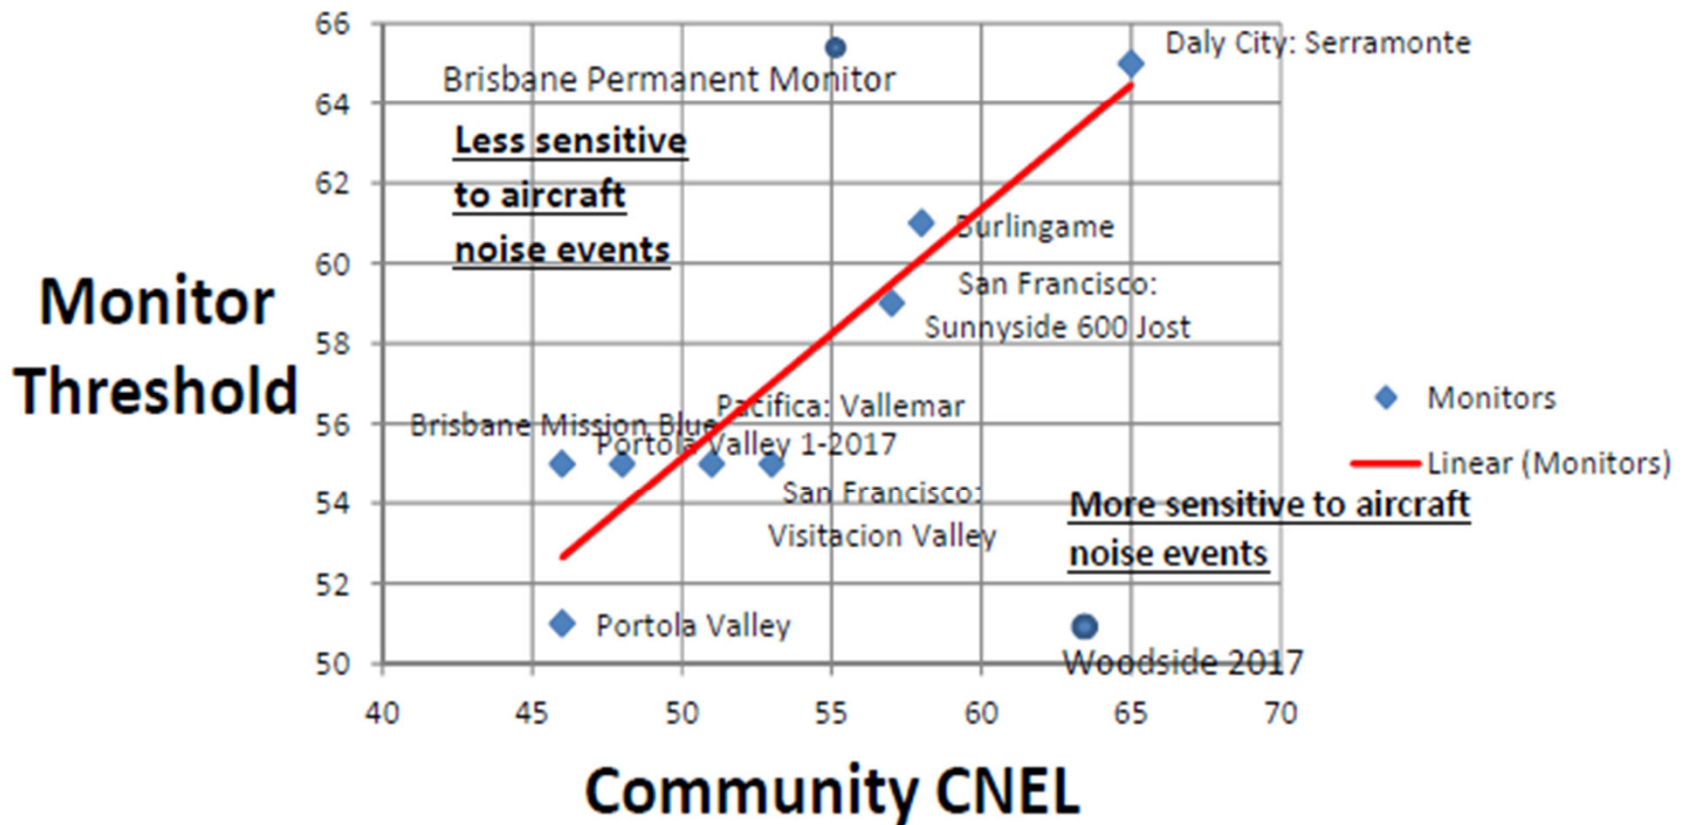 66
64
62
60
58
56
54
52
50
Monitor
Threshold
Daly City: Serramonte
Brisbane Permanent Monitor
Less sensitive
to aircraft
noise events
Burlingame
San Francisco:
Sunnyside 600 Jost
Pacifica: Vallemar
Brisbane Mission Blue
Portola Valley 1-2017
San Francisco:
Visitacion Valley
Monitors
Linear (Monitors)
More sensitive to aircraft
noise events
Portola Valley
Woodside 2017
40 45 50 55 60 65 70
Community CNEL